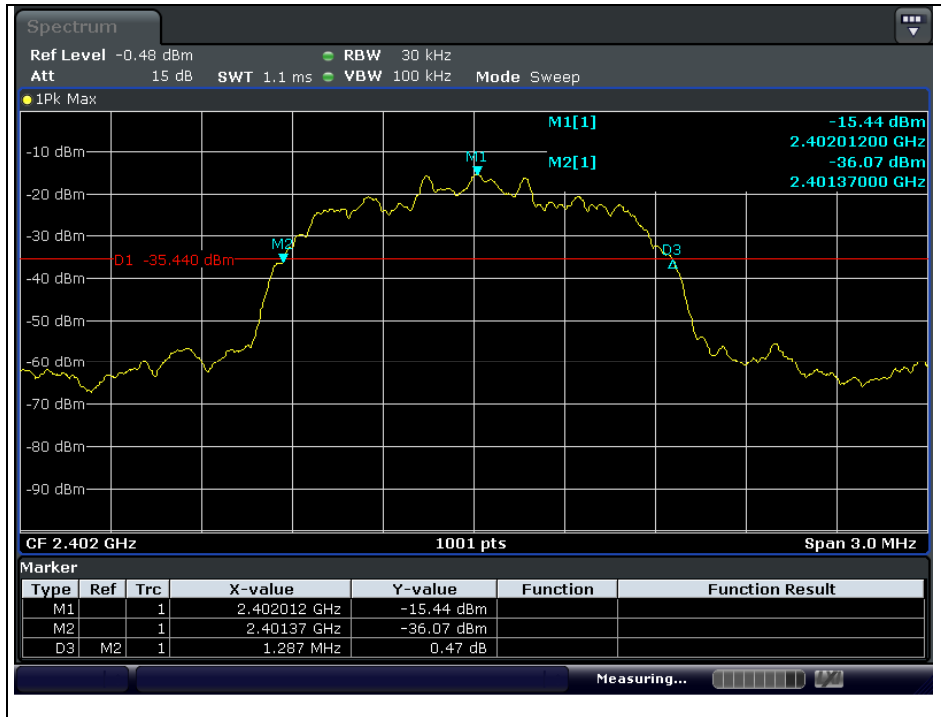 Spectrum
Ref Level -0.48 dBm RBW 30 kHz
Att 15 dB SWT 1.1 ms VBW 100 kHz Mode Sweep
1Pk Max
M1[1] -15.44 dBm
2.40201200 GHz
M2[1] -36.07 dBm
2.40137000 GHz
-10 dBm
M1
-20 dBm
-30 dBm
M2
D3
D1 -35.440 dBm
-40 dBm
-50 dBm
-60 dBm
-70 dBm
-80 dBm
-90 dBm
CF 2.402 GHz 1001 pts Span 3.0 MHz
Marker
Type Ref Trc X-value Y-value Function Function Result
M1 1 2.402012 GHz -15.44 dBm
M2 1 2.40137 GHz -36.07 dBm
D3 M2 1 1.287 MHz 0.47 dB
Measuring...